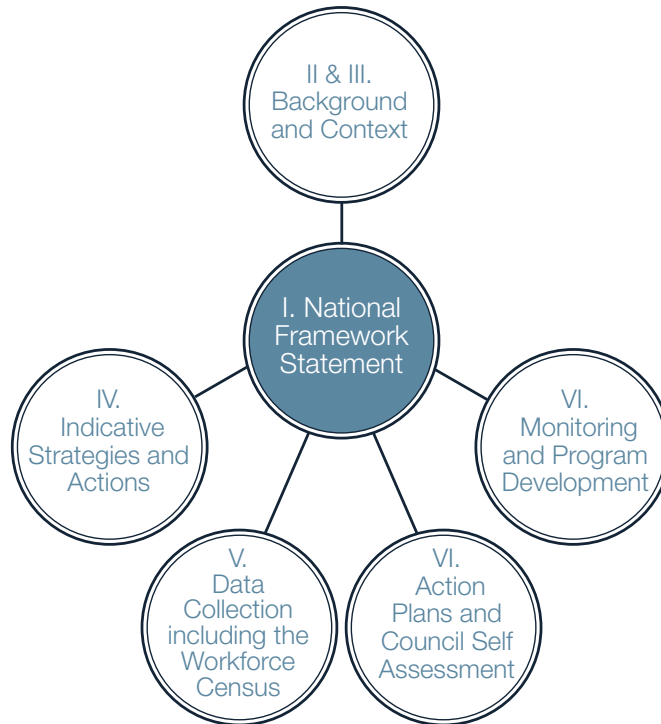 II & III.
Background
and Context
I. National
Framework
Statement
IV.
Indicative
Strategies and
Actions
VI.
Monitoring
and Program
Development
V.
Data
Collection
including the
Workforce
Census
VI.
Action
Plans and
Council Self
Assessment